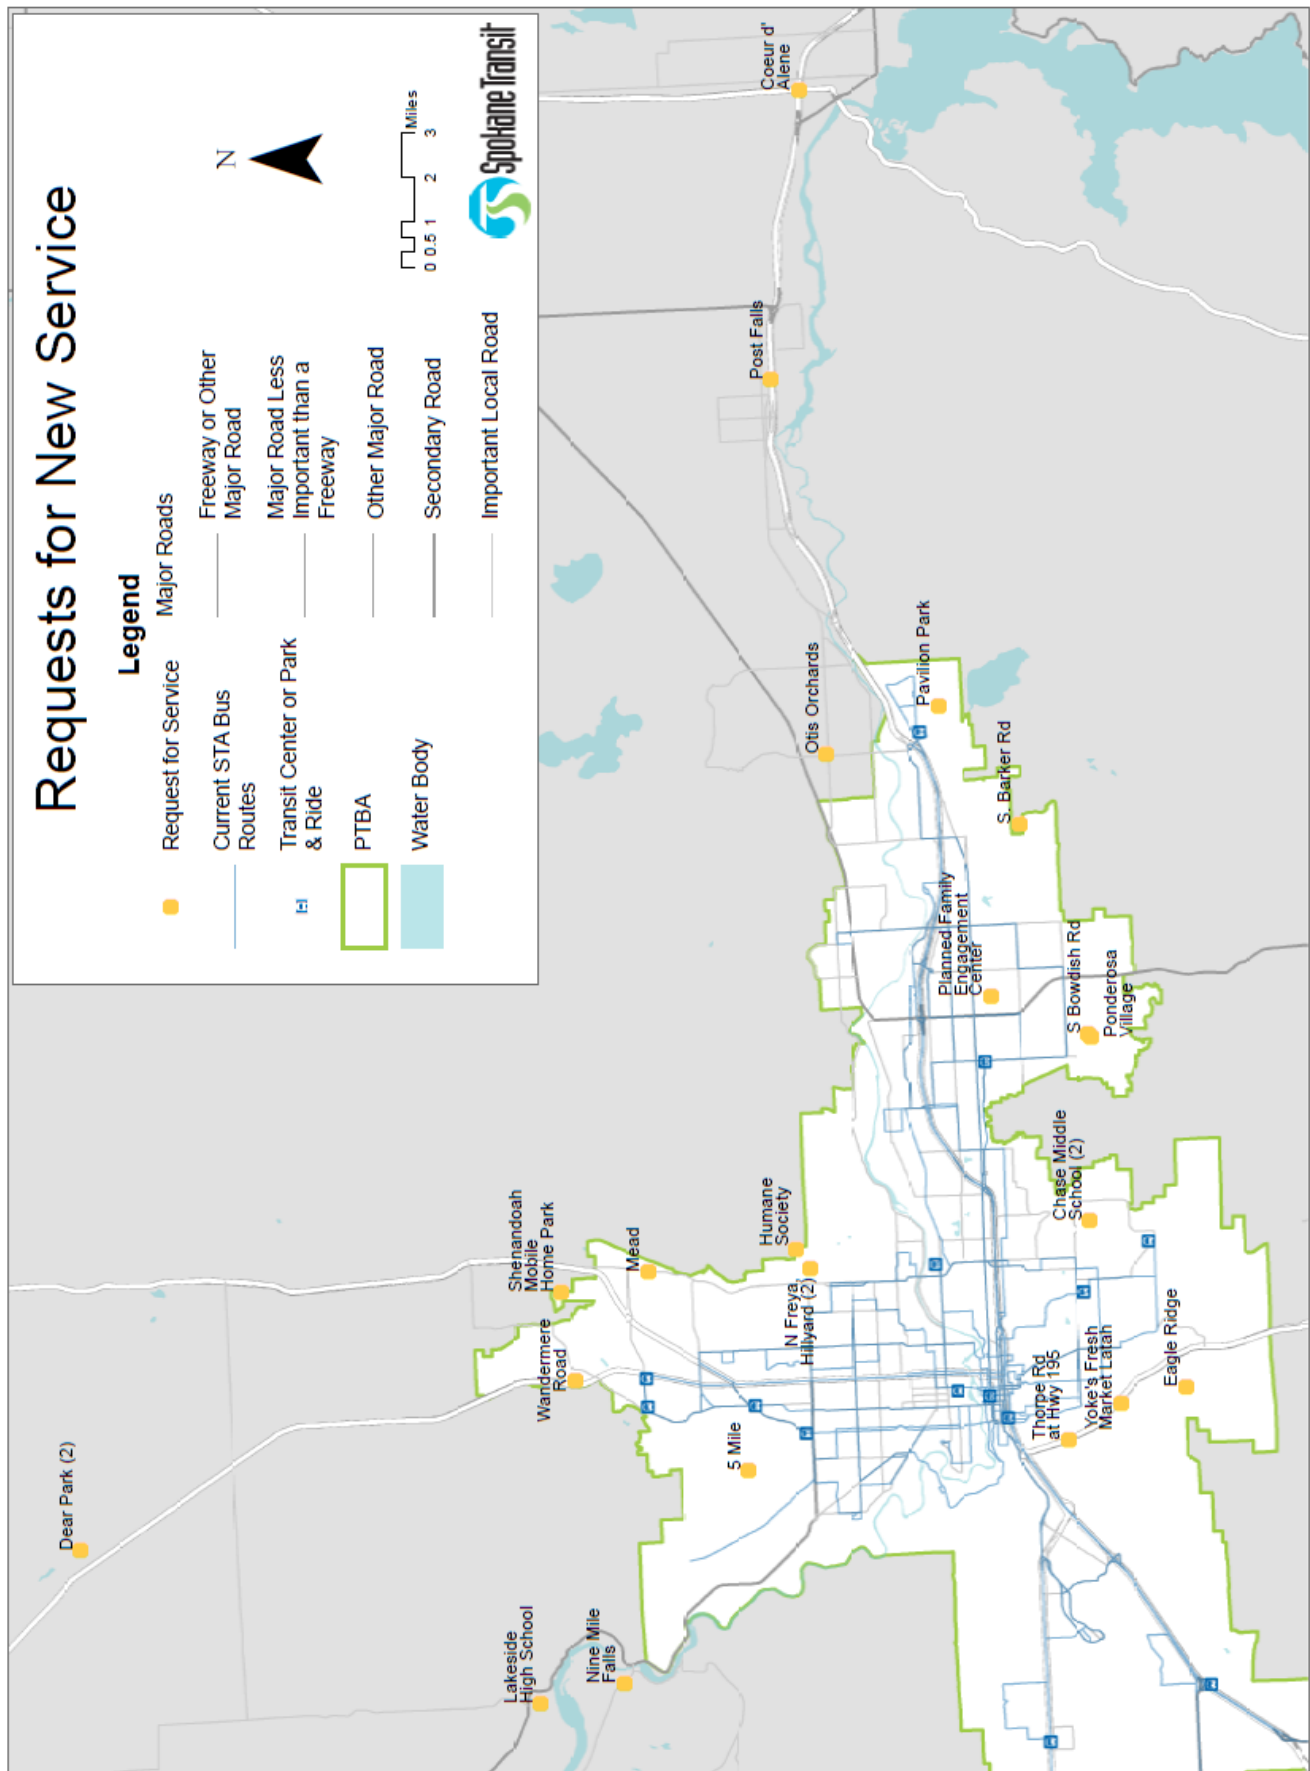 Requests for New Service
Legend
Request for Service
Current STA Bus
Routes
Transit Center or Park
& Ride
PTBA
Water Body
Major Roads
Freeway or Other
Major Road
Major Road Less
Important than a
Freeway
Other Major Road
Secondary Road
Important Local Road
N
0 0.5 1 2 3
Miles
SpokaneTransit
Dear Park (2)
Lakeside
High School
Nine Mile
Falls
Wandermere
Road
Shenandoah
Mobile
Home Park
Mead
5 Mile
Humane
Society
N Freya,
Hillyard (2)
Thorpe Rd
at Hwy 195
Yoke's Fresh
Market Latah
Eagle Ridge
Chase Middle
School (2)
S Bowdish Rd
Ponderosa
Village
Planned Family
Engagement
Center
S. Barker Rd
Pavilion Park
Otis Orchards
Post Falls
Coeur d'
Alene